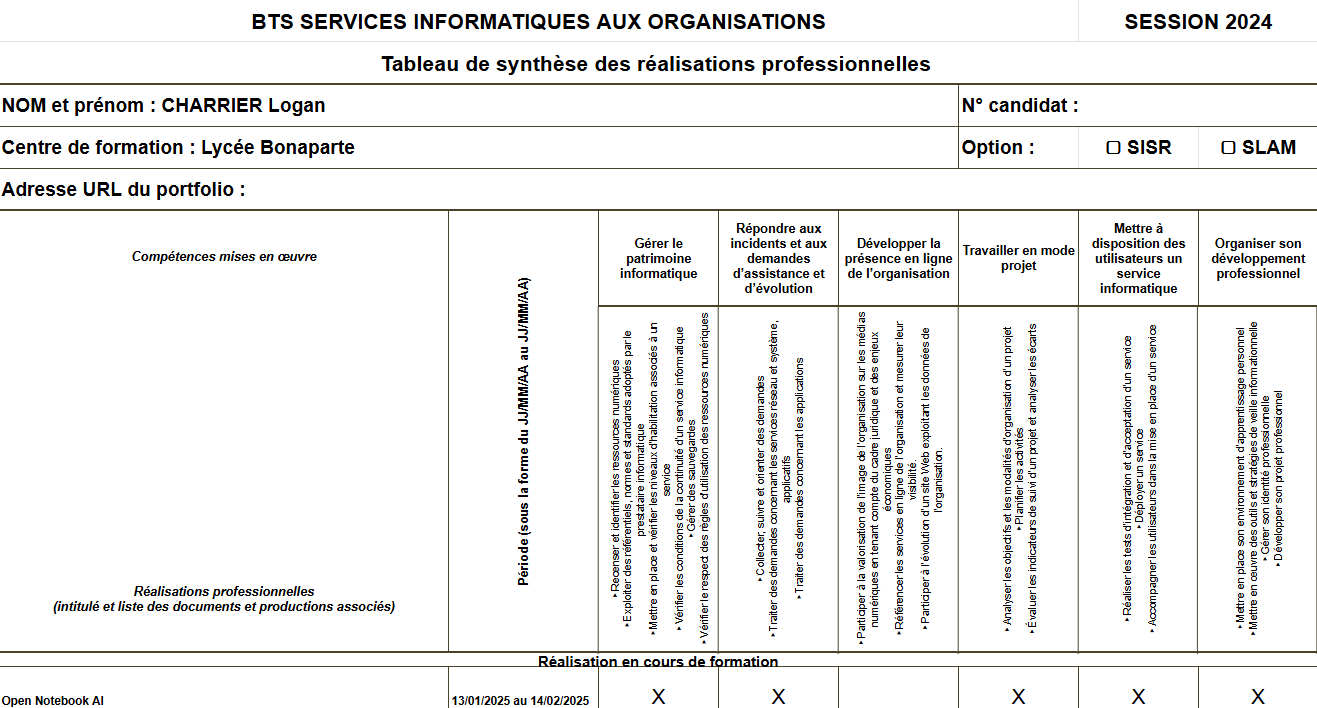 BTS SERVICES INFORMATIQUES AUX ORGANISATIONS
SESSION 2024
Tableau de synthèse des réalisations professionnelles
NOM et prénom : CHARRIER Logan
N° candidat :
Centre de formation : Lycée Bonaparte
Option :
☐ SISR
☐ SLAM
Adresse URL du portfolio :
Compétences mises en œuvre
Réalisations professionnelles
(intitulé et liste des documents et productions associés)
Période (sous la forme du JJ/MM/AA au JJ/MM/AA)
Gérer le
patrimoine
informatique
Répondre aux
incidents et aux
demandes
d’assistance et
d’évolution
Développer la
présence en ligne
de l’organisation
Travailler en mode
projet
Mettre à
disposition des
utilisateurs un
service
informatique
Organiser son
développement
professionnel
‣Recenser et identifier les ressources numériques
‣Exploiter des référentiels, normes et standards adoptés par le
prestataire informatique
‣Mettre en place et vérifier les niveaux d’habilitation associés à un
service
‣Vérifier les conditions de la continuité d’un service informatique
‣Gérer des sauvegardes
‣Vérifier le respect des règles d’utilisation des ressources numériques
‣Collecter, suivre et orienter des demandes
‣Traiter des demandes concernant les services réseau et système,
applicatifs
‣Traiter des demandes concernant les applications
‣Participer à la valorisation de l’image de l’organisation sur les médias
numériques en tenant compte du cadre juridique et des enjeux
économiques
‣Référencer les services en ligne de l’organisation et mesurer leur
visibilité.
‣Participer à l’évolution d’un site Web exploitant les données de
l’organisation.
‣Analyser les objectifs et les modalités d’organisation d’un projet
‣Planifier les activités
‣Évaluer les indicateurs de suivi d’un projet et analyser les écarts
‣Réaliser les tests d’intégration et d’acceptation d’un service
‣Déployer un service
‣Accompagner les utilisateurs dans la mise en place d’un service
‣Mettre en place son environnement d’apprentissage personnel
‣Mettre en œuvre des outils et stratégies de veille informationnelle
‣Gérer son identité professionnelle
‣Développer son projet professionnel
Réalisation en cours de formation
Open Notebook AI
13/01/2025 au 14/02/2025
X
X
X
X
X